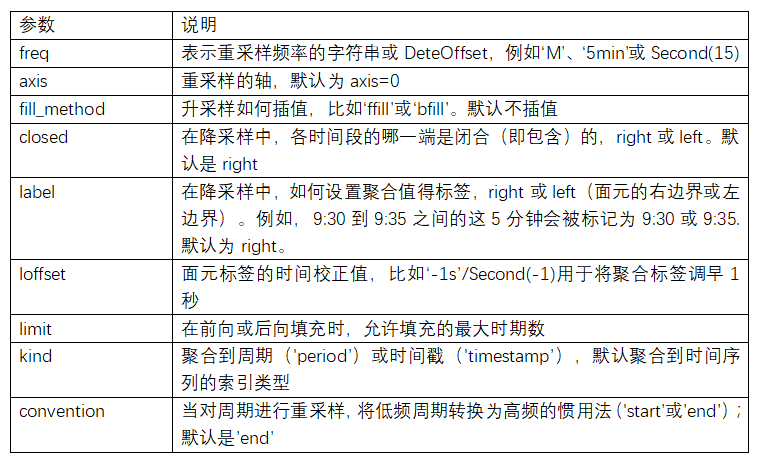 参数 说明
freq 表示重采样频率的字符串或 DeteOffset，例如‘M’、‘5min’或 Second(15)
axis 重采样的轴，默认为 axis=0
fill_method 升采样如何插值，比如‘ffill’或‘bfill’。默认不插值
closed 在降采样中，各时间段的哪一端是闭合（即包含）的，right 或 left。默
认是 right
label 在降采样中，如何设置聚合值得标签，right 或 left（面元的右边界或左
边界）。例如，9:30 到 9:35 之间的这 5 分钟会被标记为 9:30 或 9:35.
默认为 right。
loffset 面元标签的时间校正值，比如‘-1s’/Second(-1)用于将聚合标签调早 1
秒
limit 在前向或后向填充时，允许填充的最大时期数
kind 聚合到周期（'period’）或时间戳（'timestamp’），默认聚合到时间序
列的索引类型
convention 当对周期进行重采样，将低频周期转换为高频的惯用法（'start’或’end’）；
默认是’end’